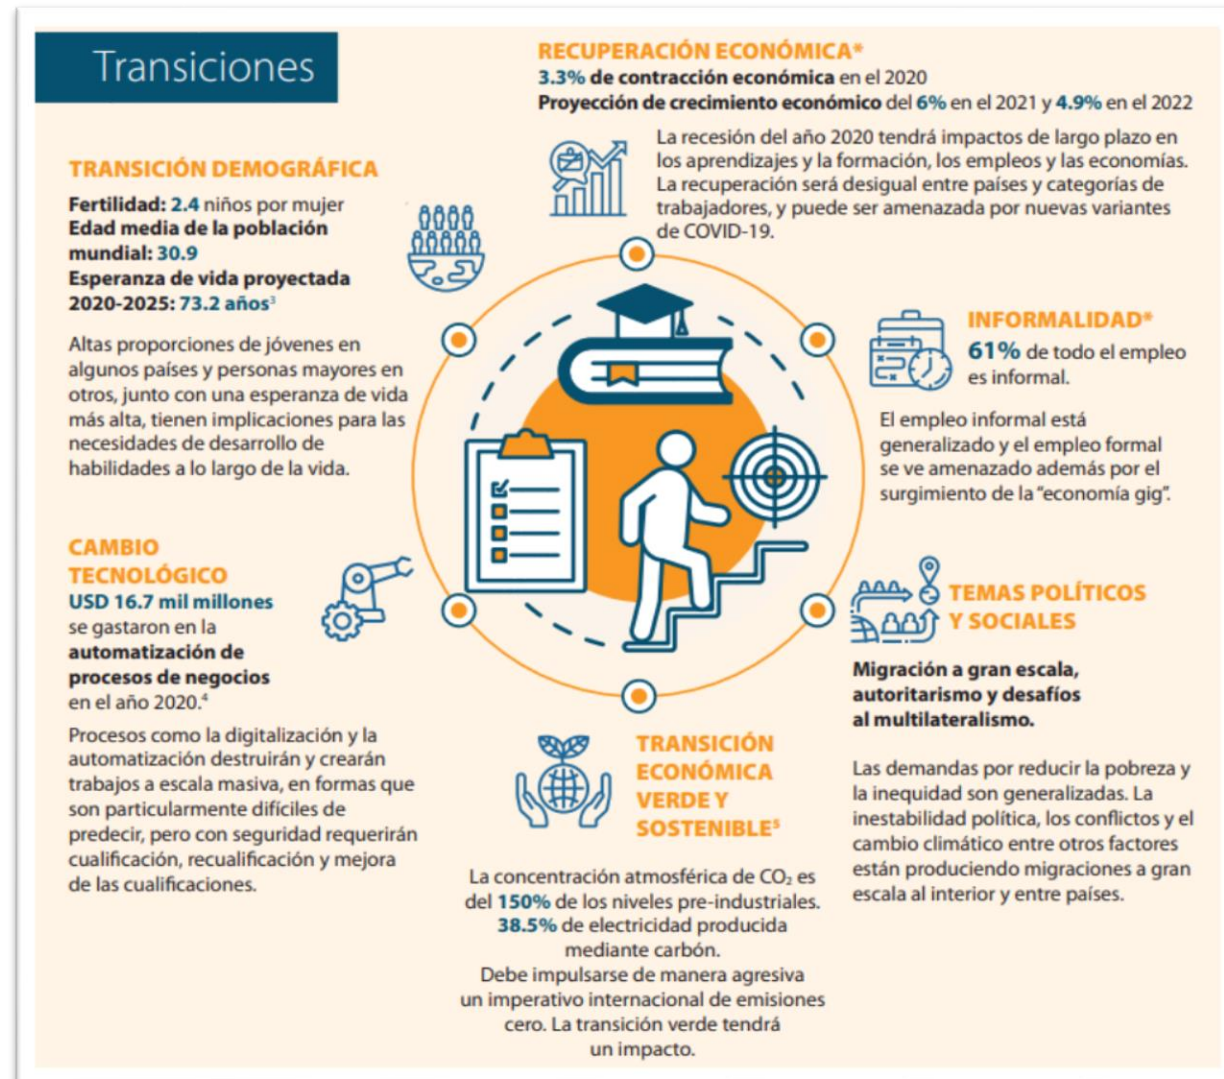 Transiciones
RECUPERACIÓN ECONÓMICA*
3.3% de contracción económica en el 2020
Proyección de crecimiento económico del 6% en el 2021 y 4.9% en el 2022
La recesión del año 2020 tendrá impactos de largo plazo en
los aprendizajes y la formación, los empleos y las economías.
La recuperación será desigual entre países y categorías de
trabajadores, y puede ser amenazada por nuevas variantes
de COVID-19.
TRANSICIÓN DEMOGRÁFICA
Fertilidad: 2.4 niños por mujer
Edad media de la población
mundial: 30.9
Esperanza de vida proyectada
2020-2025: 73.2 años³
Altas proporciones de jóvenes en
algunos países y personas mayores en
otros, junto con una esperanza de vida
más alta, tienen implicaciones para las
necesidades de desarrollo de
habilidades a lo largo de la vida.
INFORMALIDAD*
61% de todo el empleo
es informal.
El empleo informal está
generalizado y el empleo formal
se ve amenazado además por el
surgimiento de la “economía gig”.
CAMBIO
TECNOLÓGICO
USD 16.7 mil millones
se gastaron en la
automatización de
procesos de negocios
en el año 2020.⁴
Procesos como la digitalización y la
automatización destruirán y crearán
trabajos a escala masiva, en formas que
son particularmente difíciles de
predecir, pero con seguridad requerirán
cualificación, recualificación y mejora
de las cualificaciones.
TEMAS POLÍTICOS
Y SOCIALES
Migración a gran escala,
autoritarismo y desafíos
al multilateralismo.
Las demandas por reducir la pobreza y
la inequidad son generalizadas. La
inestabilidad política, los conflictos y el
cambio climático entre otros factores
están produciendo migraciones a gran
escala al interior y entre países.
TRANSICIÓN
ECONÓMICA
VERDE Y
SOSTENIBLE⁵
La concentración atmosférica de CO₂ es
del 150% de los niveles pre-industriales.
38.5% de electricidad producida
mediante carbón.
Debe impulsarse de manera agresiva
un imperativo internacional de emisiones
cero. La transición verde tendrá
un impacto.